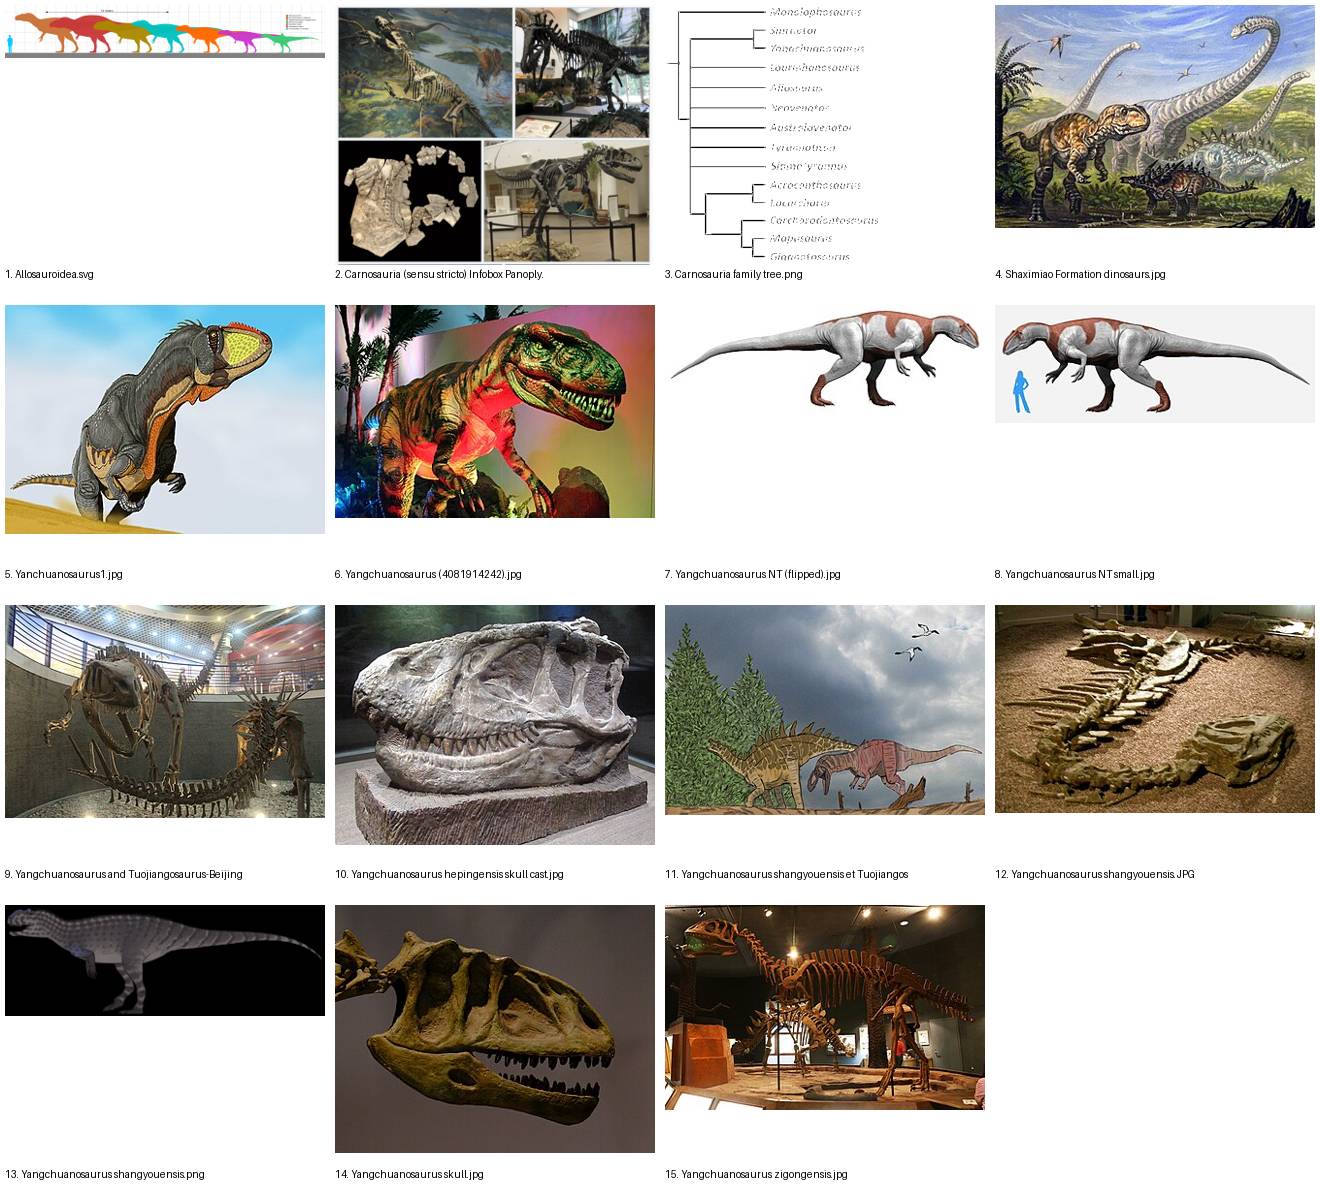 1. Allosauroidea.svg
2. Carnosauria (sensu stricto) Infobox Panoply.
Monolophosaurus
Sinraptor
Yangchuanosaurus
Lourinhanosaurus
Allosaurus
Neovenator
Australovenator
Tyrannotitan
Acrocanthosaurus
Carcharodontosaurus
Mapusaurus
Giganotosaurus
3. Carnosauria family tree.png
4. Shaximiao Formation dinosaurs.jpg
5. Yanchuanosaurus1.jpg
6. Yangchuanosaurus (4081914242).jpg
7. Yangchuanosaurus NT (flipped).jpg
8. Yangchuanosaurus NT small.jpg
9. Yangchuanosaurus and Tuojiangosaurus-Beijing
10. Yangchuanosaurus hepingensis skull cast.jpg
11. Yangchuanosaurus shangyouensis et Tuojiangos
12. Yangchuanosaurus shangyouensis.JPG
13. Yangchuanosaurus shangyouensis.png
14. Yangchuanosaurus skull.jpg
15. Yangchuanosaurus zigongensis.jpg